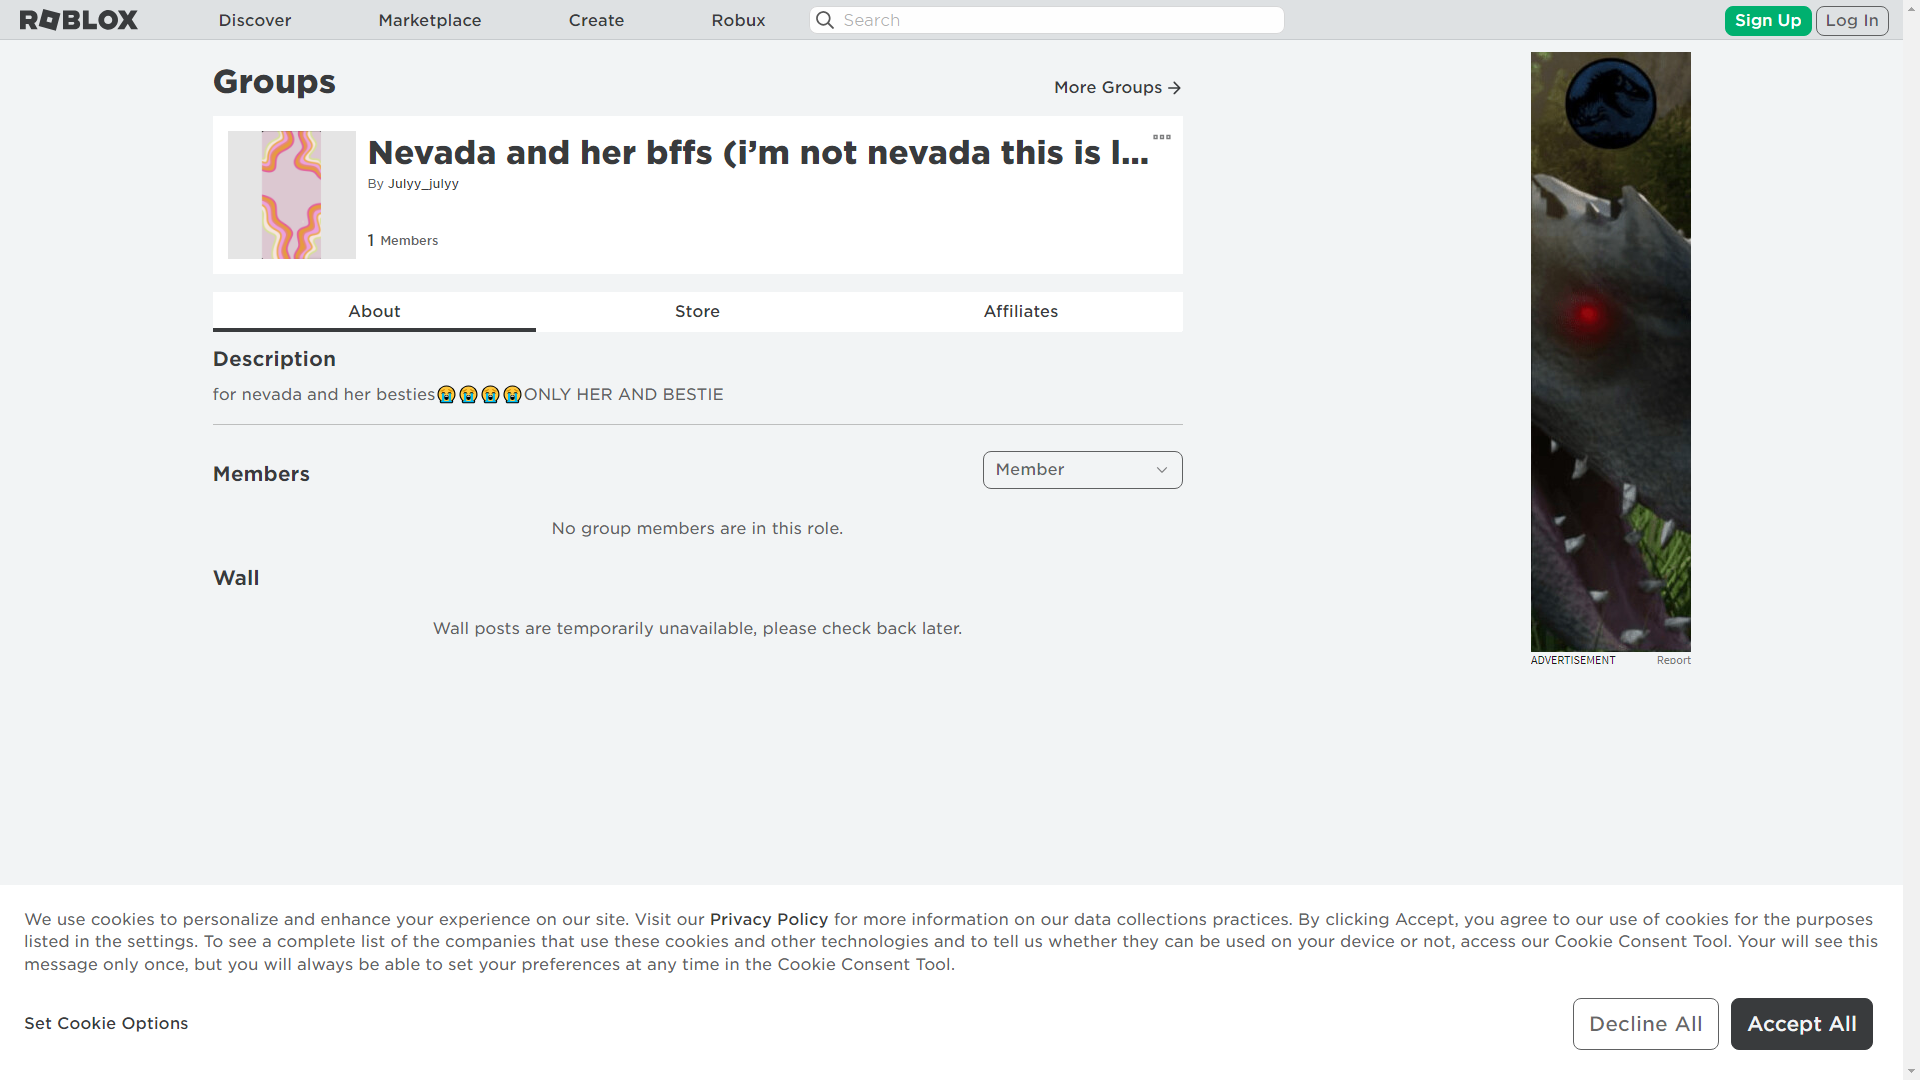 ROBLOX
Discover
Marketplace
Create
Robux
Search
Sign Up
Log In
Groups
More Groups
Nevada and her bffs (i’m not nevada this is l...
By Julyy_julyy
1 Members
About
Store
Affiliates
Description
for nevada and her besties😭😭😭😭ONLY HER AND BESTIE
Members
Member
No group members are in this role.
Wall
Wall posts are temporarily unavailable, please check back later.
ADVERTISEMENT
Report
We use cookies to personalize and enhance your experience on our site. Visit our Privacy Policy for more information on our data collections practices. By clicking Accept, you agree to our use of cookies for the purposes
listed in the settings. To see a complete list of the companies that use these cookies and other technologies and to tell us whether they can be used on your device or not, access our Cookie Consent Tool. Your will see this
message only once, but you will always be able to set your preferences at any time in the Cookie Consent Tool.
Set Cookie Options
Decline All
Accept All